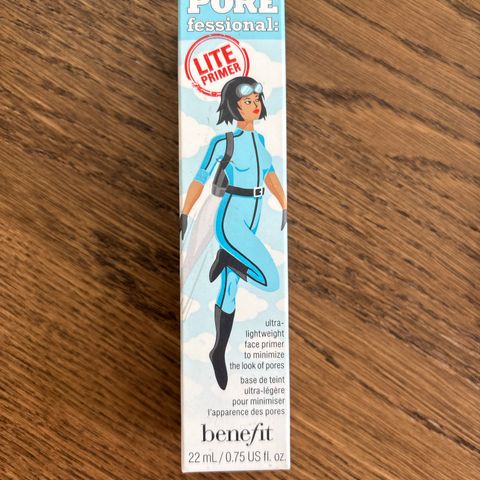 PORE
fessional:
LITE
PRIMER
ultra-
lightweight
face primer
to minimize
the look of pores
base de teint
ultra-légère
pour minimiser
l'apparence des pores
benefit
22 mL / 0.75 US fl. oz.